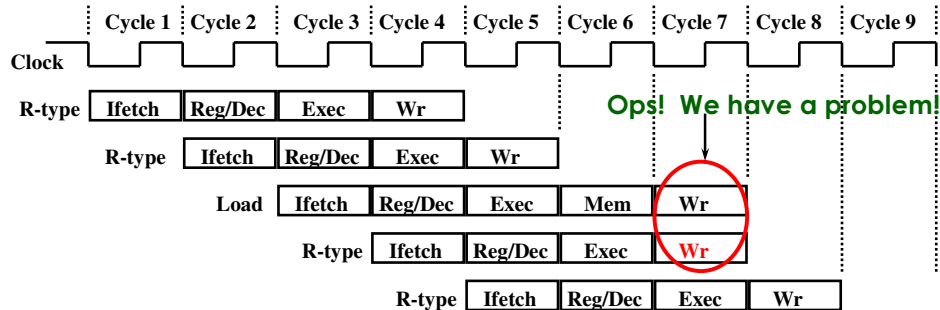 Cycle 1 Cycle 2 Cycle 3 Cycle 4 Cycle 5 Cycle 6 Cycle 7 Cycle 8 Cycle 9
Clock
R-type Ifetch Reg/Dec Exec Wr
Ops! We have a problem!
R-type Ifetch Reg/Dec Exec Wr
Load Ifetch Reg/Dec Exec Mem Wr
R-type Ifetch Reg/Dec Exec Wr
R-type Ifetch Reg/Dec Exec Wr